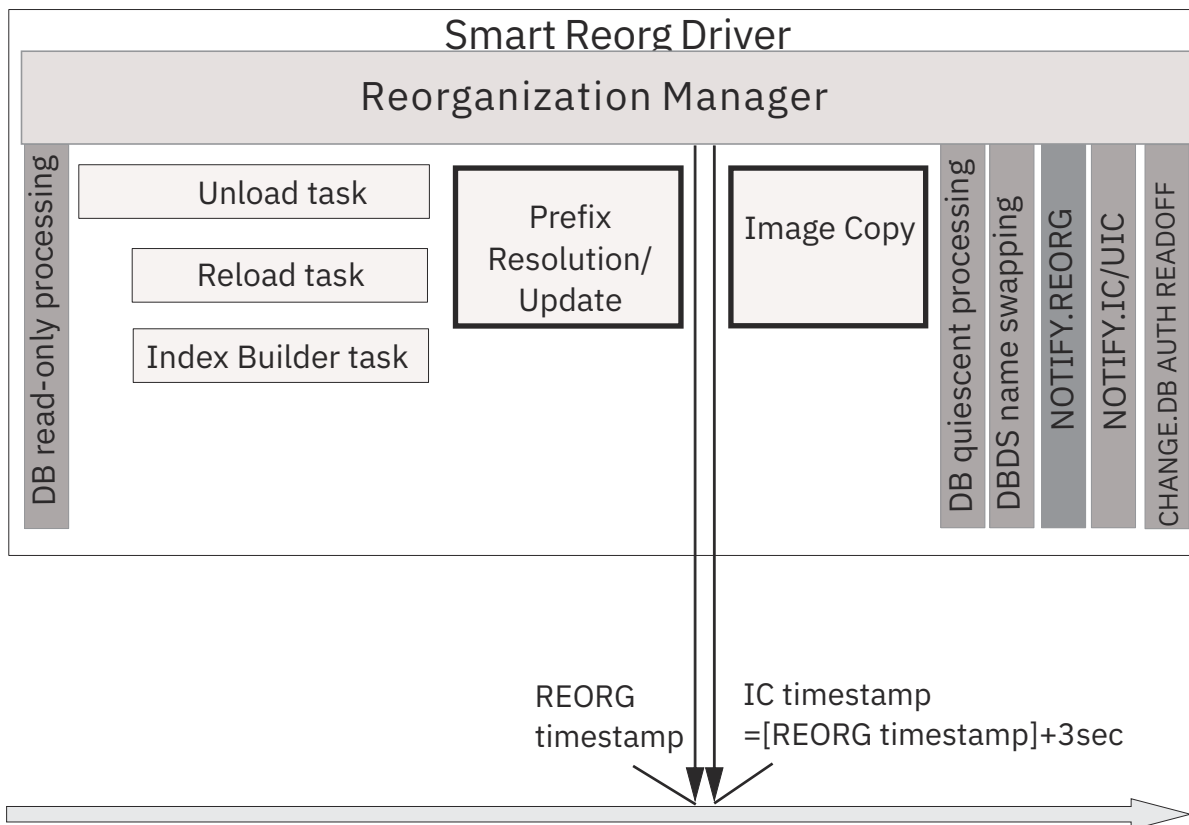 Smart Reorg Driver
Reorganization Manager
DB read-only processing
Unload task
Reload task
Index Builder task
Prefix
Resolution/
Update
Image Copy
DB quiescent processing
DBDS name swapping
NOTIFY.REORG
NOTIFY.IC/UIC
CHANGE.DB AUTH READOFF
REORG
timestamp
IC timestamp
=[REORG timestamp]+3sec